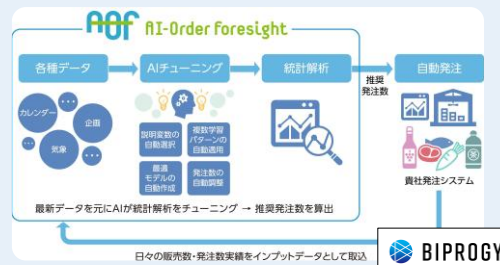 AOF AI-Order Foresight
各種データ
AIチューニング
統計解析
推奨
発注数
自動発注
カレンダー
・・・
企画
・・・
気象
・・・
説明変数の
自動選択
複数学習
パターンの
自動適用
最適
モデルの
自動作成
発注数の
自動調整
貴社発注システム
最新データを元にAIが統計解析をチューニング → 推奨発注数を算出
日々の販売数・発注数実績をインプットデータとして取込
BIPROGY